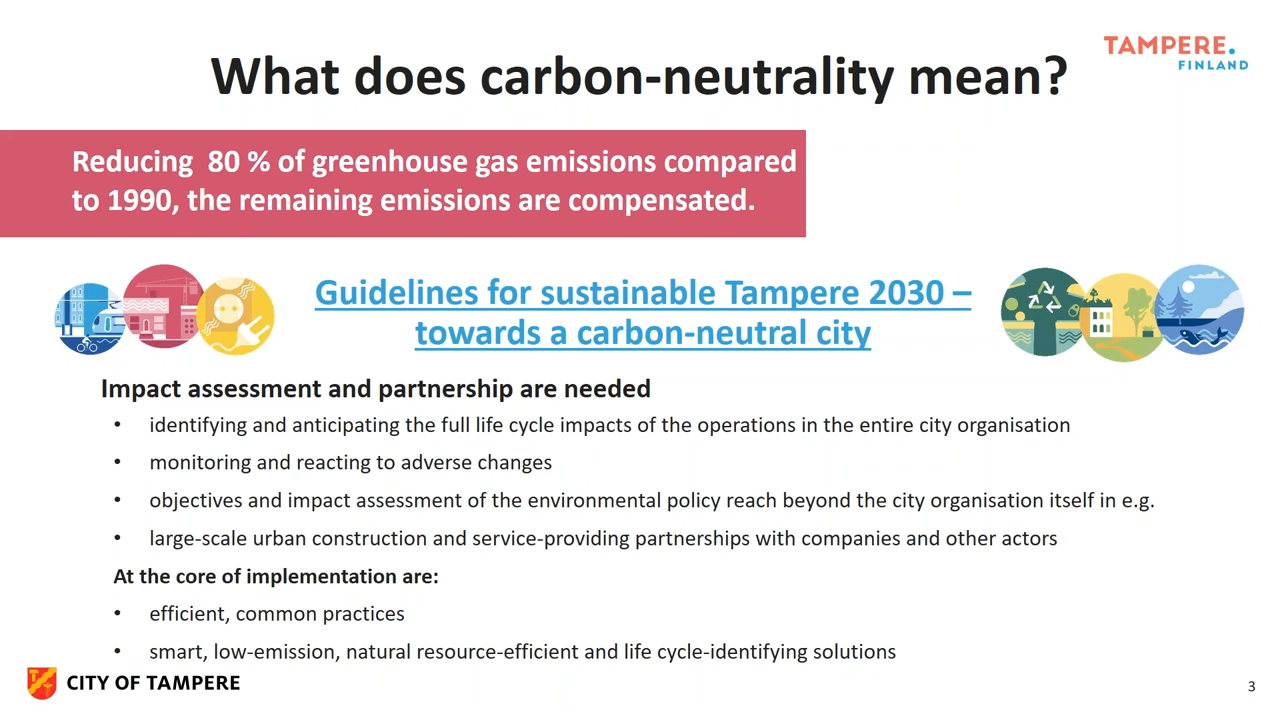 TAMPERE.
FINLAND
What does carbon-neutrality mean?
Reducing  80 % of greenhouse gas emissions compared
to 1990, the remaining emissions are compensated.
Guidelines for sustainable Tampere 2030 –
towards a carbon-neutral city
Impact assessment and partnership are needed
• identifying and anticipating the full life cycle impacts of the operations in the entire city organisation
• monitoring and reacting to adverse changes
• objectives and impact assessment of the environmental policy reach beyond the city organisation itself in e.g.
• large-scale urban construction and service-providing partnerships with companies and other actors
At the core of implementation are:
• efficient, common practices
• smart, low-emission, natural resource-efficient and life cycle-identifying solutions
CITY OF TAMPERE
3